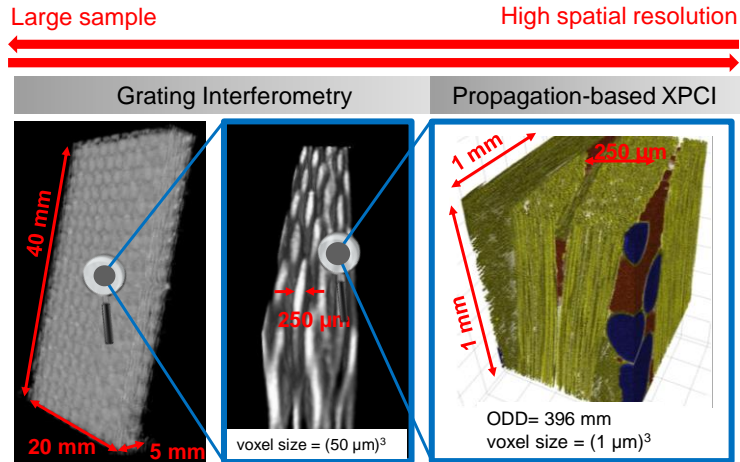 Large sample
High spatial resolution
Grating Interferometry
Propagation-based XPCI
40 mm
20 mm
5 mm
250 µm
voxel size = (50 µm)³
1 mm
250 µm
1 mm
ODD= 396 mm
voxel size = (1 µm)³